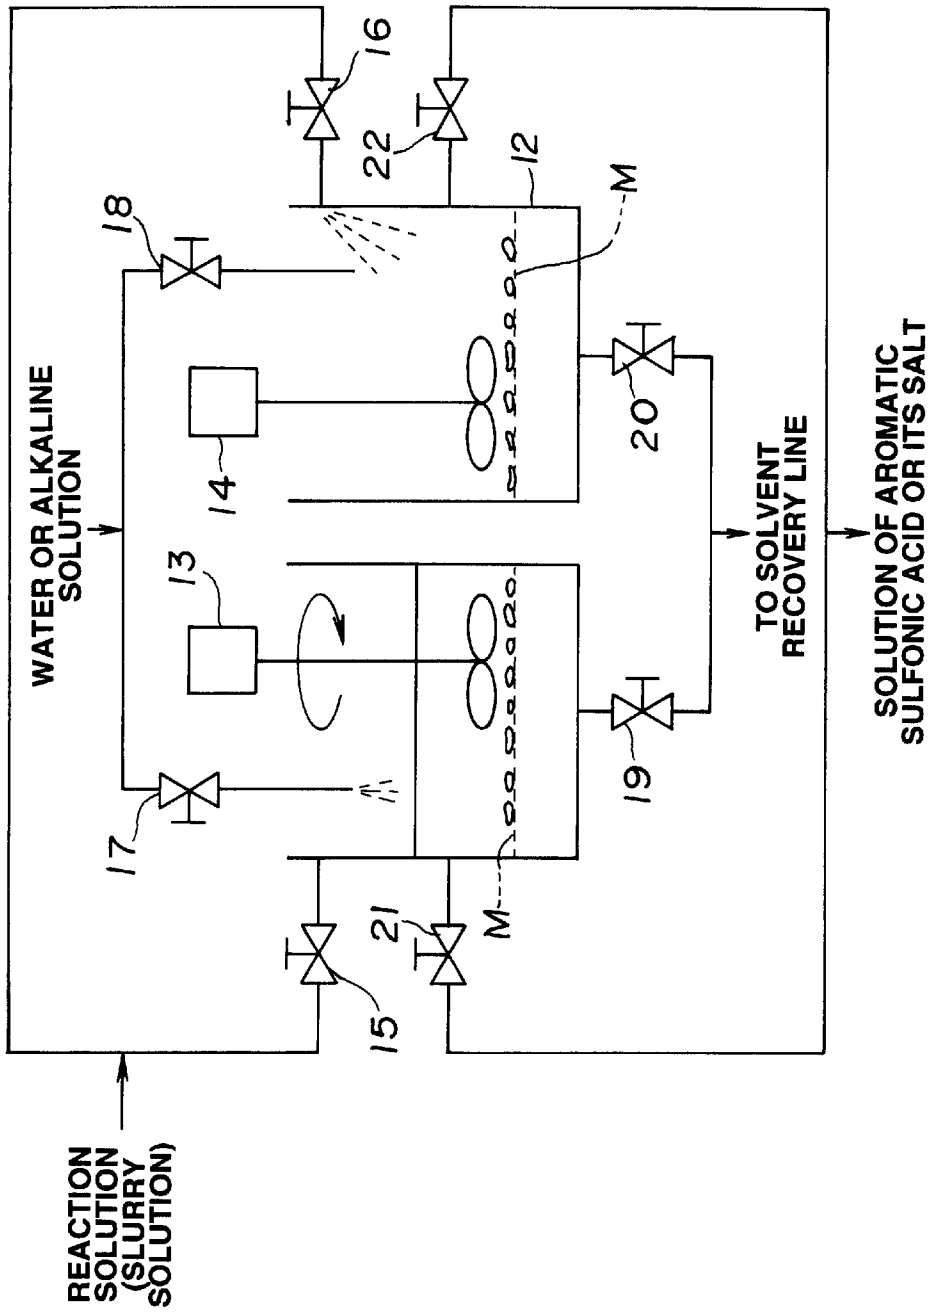 WATER OR ALKALINE
SOLUTION
18
16
13
14
17
22
12
M
15
21
M
19
20
REACTION
SOLUTION
(SLURRY
SOLUTION)
TO SOLVENT
RECOVERY LINE
SOLUTION OF AROMATIC
SULFONIC ACID OR ITS SALT